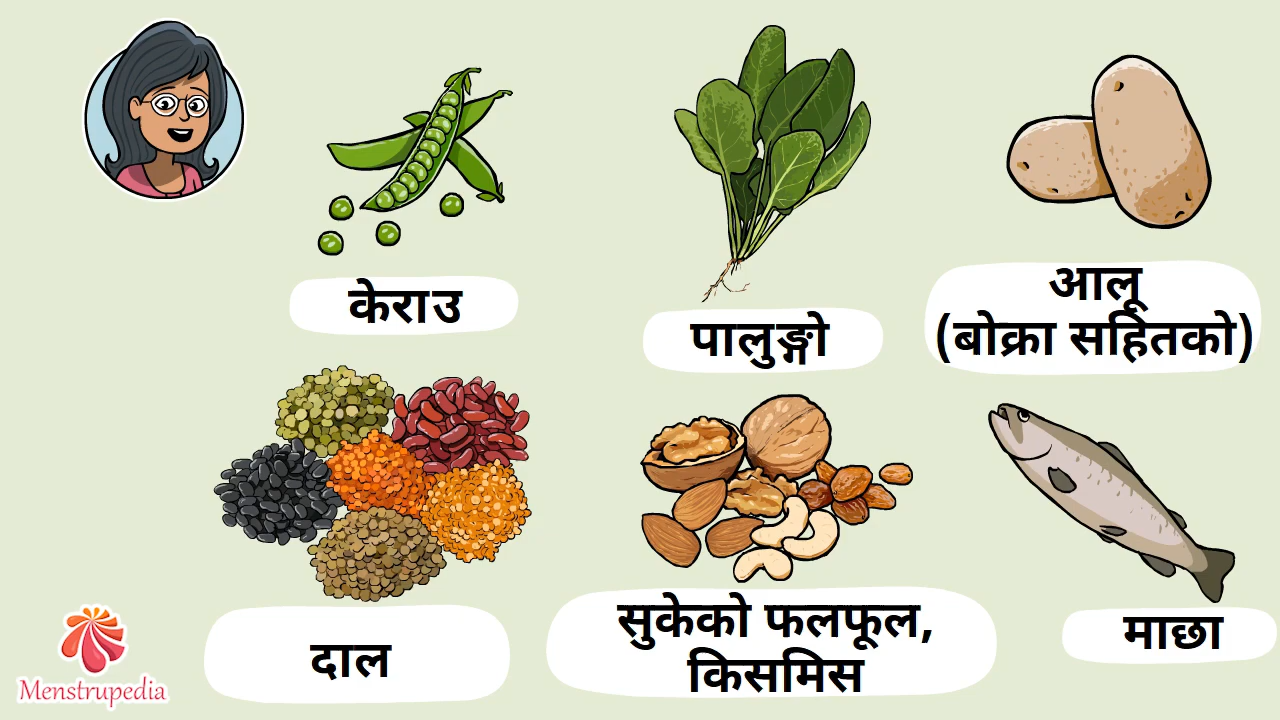 केराउ
पालुङ्गो
आलू
(बोक्रा सहितको)
दाल
सुकेको फलफूल,
किसमिस
माछा
Menstrupedia